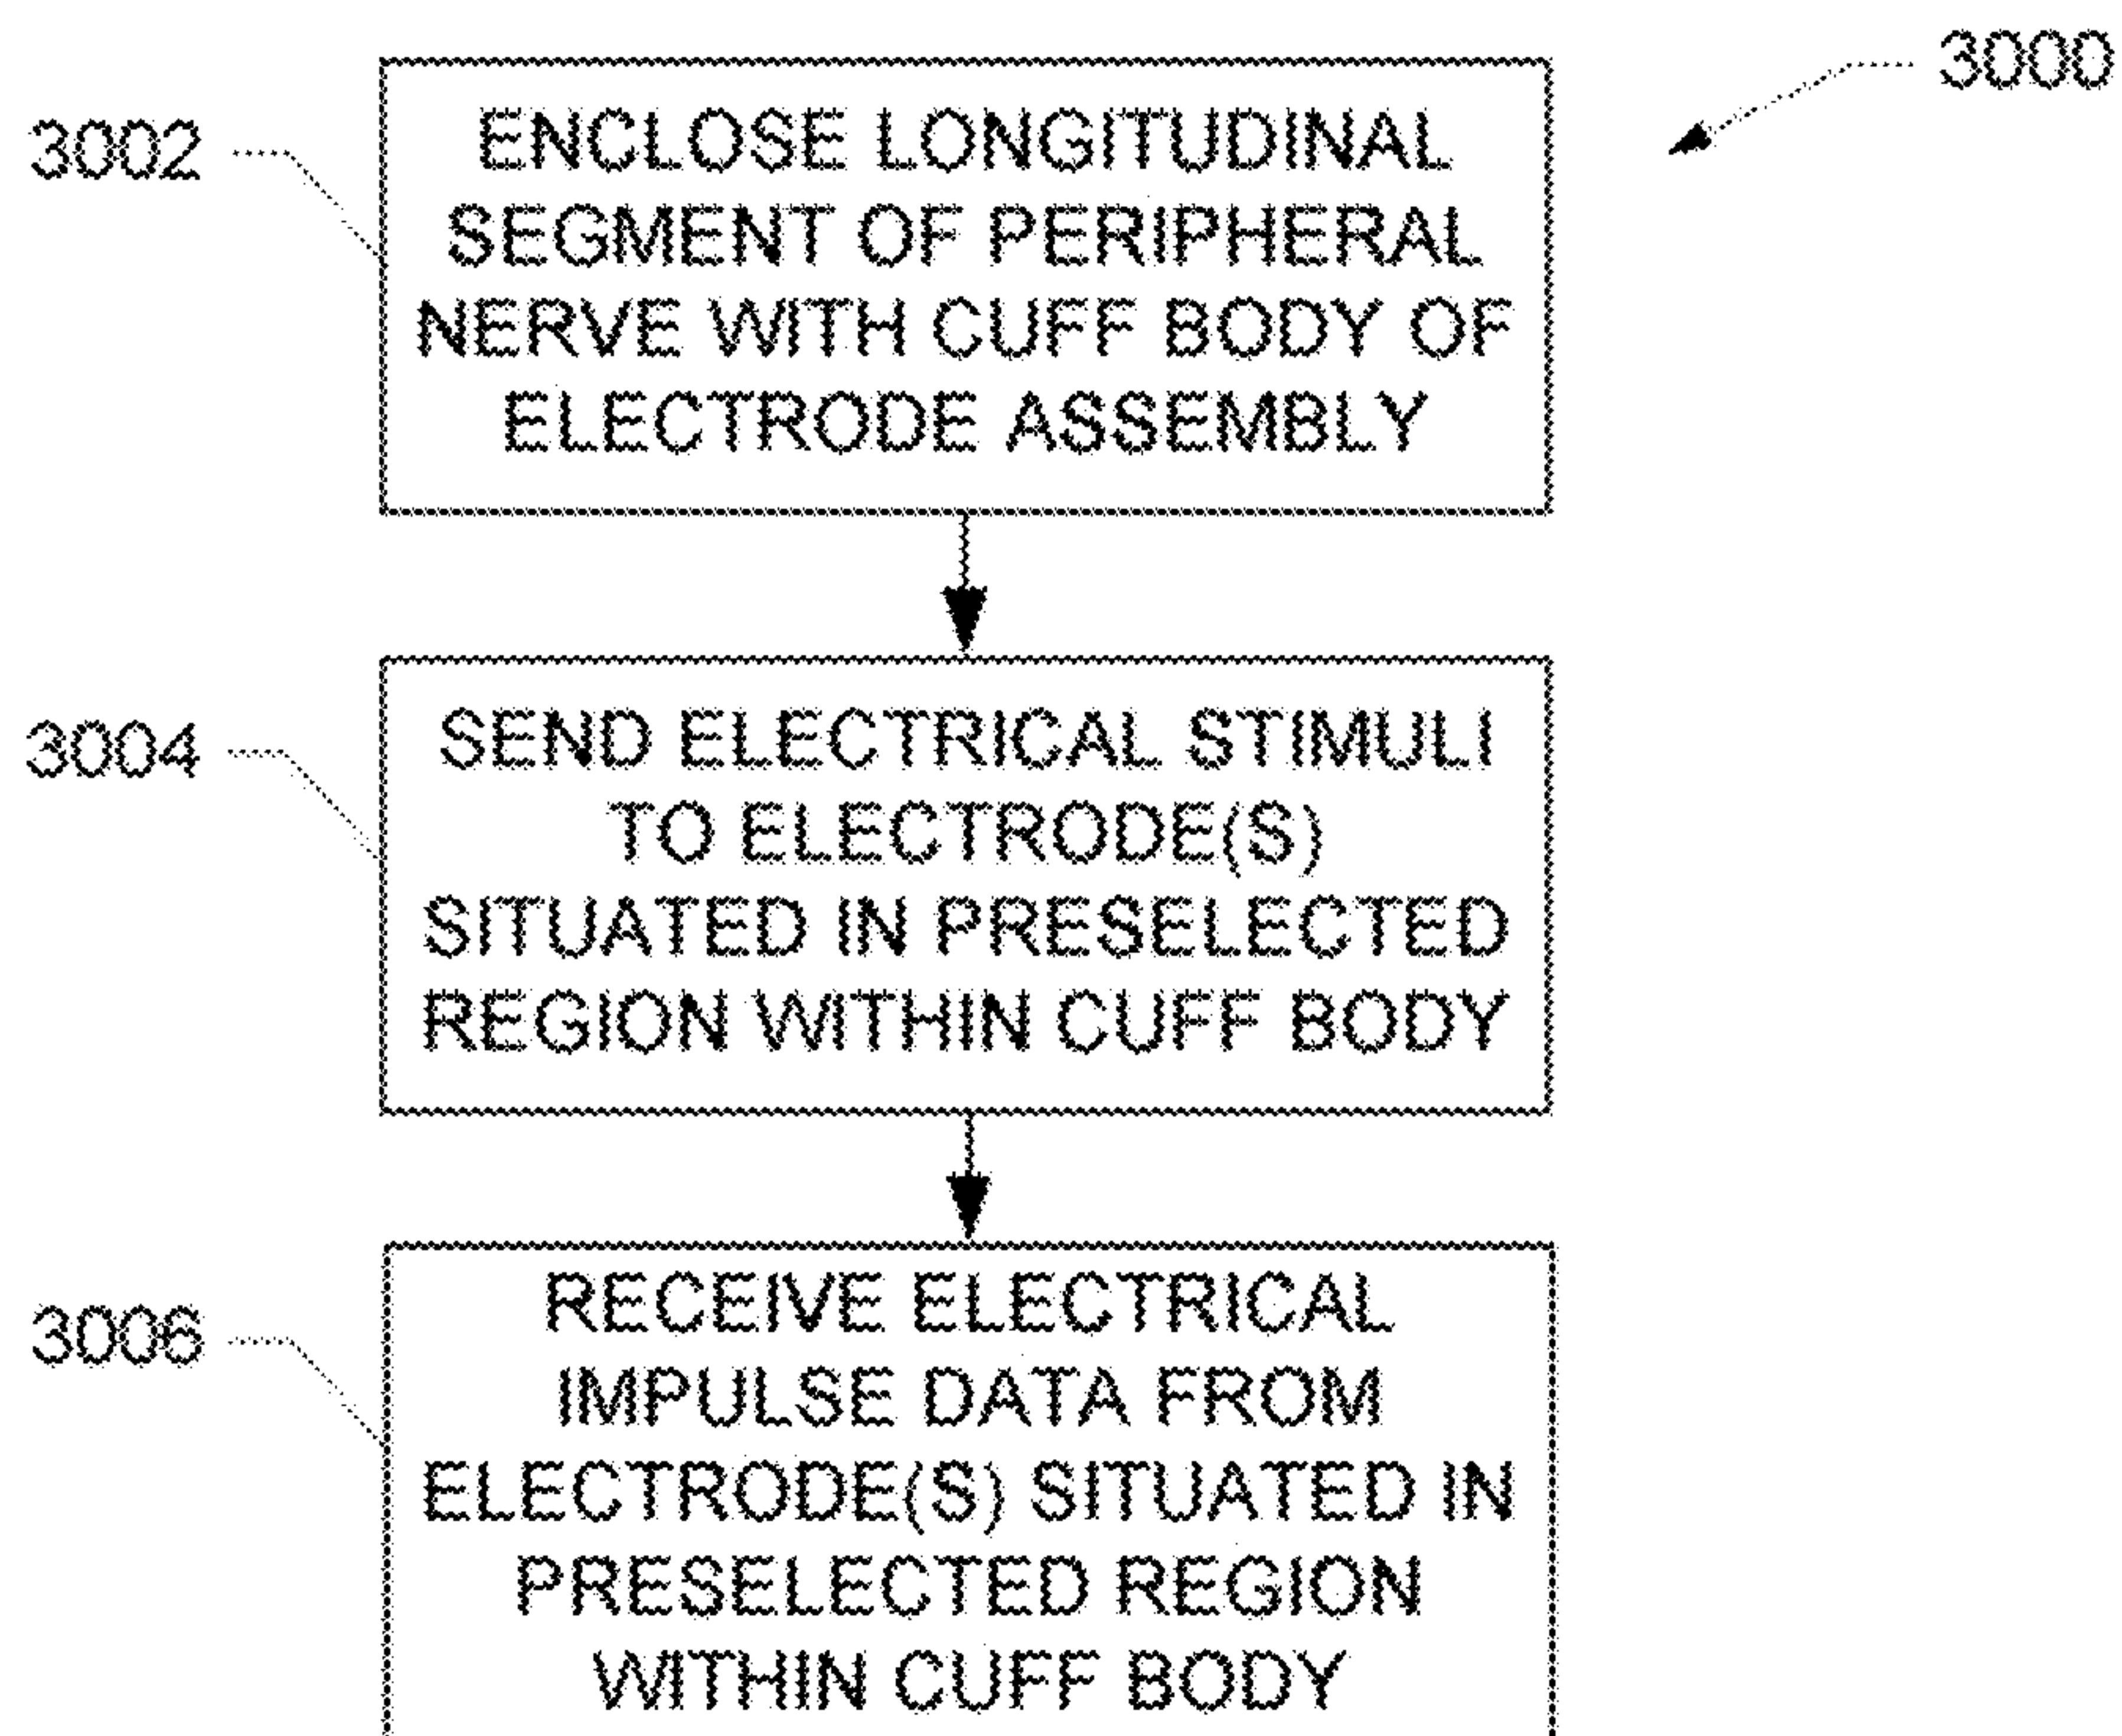 3000
3002
ENCLOSE LONGITUDINAL
SEGMENT OF PERIPHERAL
NERVE WITH CUFF BODY OF
ELECTRODE ASSEMBLY
3004
SEND ELECTRICAL STIMULI
TO ELECTRODE(S)
SITUATED IN PRESELECTED
REGION WITHIN CUFF BODY
3006
RECEIVE ELECTRICAL
IMPULSE DATA FROM
ELECTRODE(S) SITUATED IN
PRESELECTED REGION
WITHIN CUFF BODY